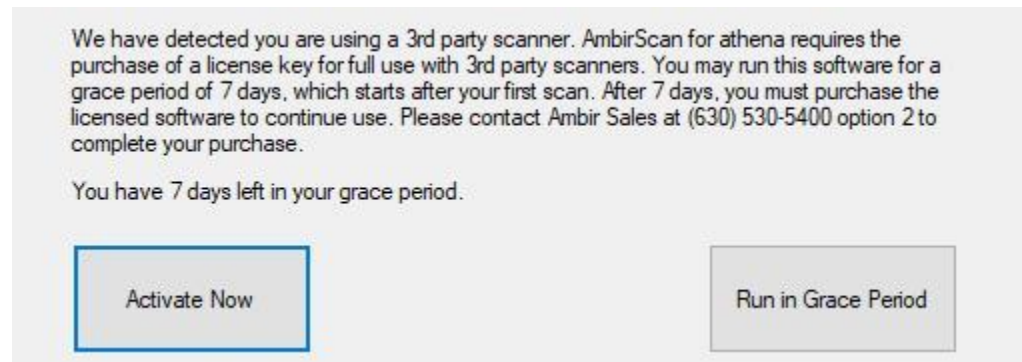 We have detected you are using a 3rd party scanner. AmbirScan for athena requires the
purchase of a license key for full use with 3rd party scanners. You may run this software for a
grace period of 7 days, which starts after your first scan. After 7 days, you must purchase the
licensed software to continue use. Please contact Ambir Sales at (630) 530-5400 option 2 to
complete your purchase.
You have 7 days left in your grace period.
Activate Now
Run in Grace Period